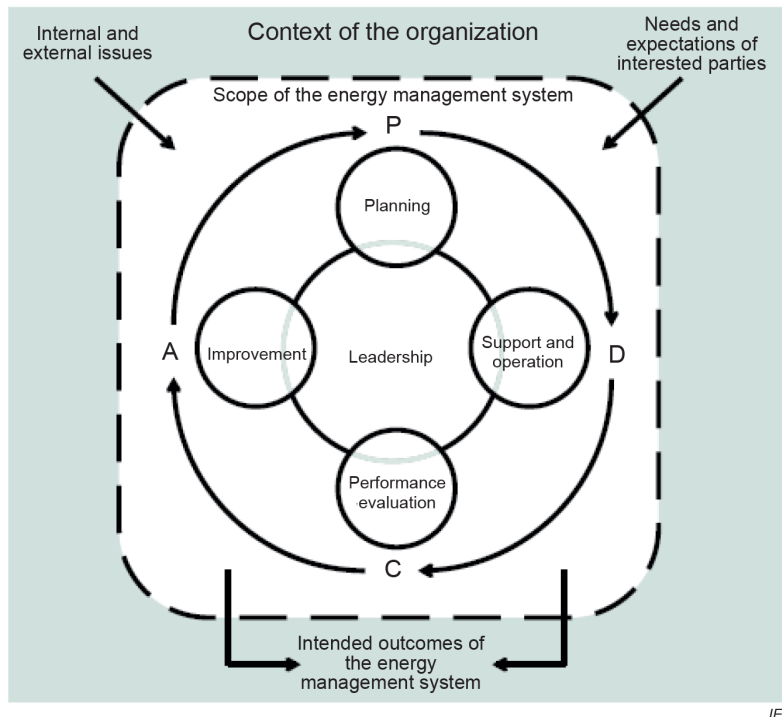 Context of the organization
Internal and
external issues
Needs and
expectations of
interested parties
Scope of the energy management system
P
Planning
A
Improvement
Leadership
Support and
operation
D
Performance
evaluation
C
Intended outcomes of
the energy
management system